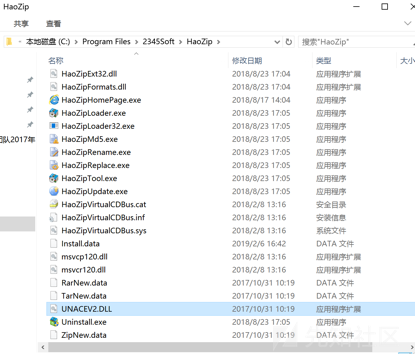 HaoZip
共享 查看
本地磁盘 (C:) › Program Files › 2345Soft › HaoZip › 搜索"HaoZip"
名称 修改日期 类型 大小
HaoZipExt32.dll 2018/8/23 17:04 应用程序扩展
HaoZipFormats.dll 2018/8/23 17:04 应用程序扩展
HaoZipHomePage.exe 2018/8/17 14:04 应用程序
HaoZipLoader.exe 2018/8/23 17:05 应用程序
HaoZipLoader32.exe 2018/8/23 17:05 应用程序
HaoZipMd5.exe 2018/8/23 17:05 应用程序
团队2017年 HaoZipRename.exe 2018/8/23 17:05 应用程序
HaoZipReplace.exe 2018/8/23 17:05 应用程序
HaoZipTool.exe 2018/8/23 17:05 应用程序
HaoZipUpdate.exe 2018/8/23 17:05 应用程序
HaoZipVirtualCDBus.cat 2018/2/8 13:16 安全目录
HaoZipVirtualCDBus.inf 2018/2/8 13:16 安装信息
HaoZipVirtualCDBus.sys 2018/2/8 13:16 系统文件
Install.data 2019/2/6 16:42 DATA 文件
msvcp120.dll 2018/2/8 13:16 应用程序扩展
msvcr120.dll 2018/2/8 13:16 应用程序扩展
RarNew.data 2017/10/31 10:19 DATA 文件
TarNew.data 2017/10/31 10:19 DATA 文件
UNACEV2.DLL 2017/10/31 10:19 应用程序扩展
Uninstall.exe 2018/8/23 17:05 应用程序
ZipNew.data 2017/10/31 10:19 DATA 文件